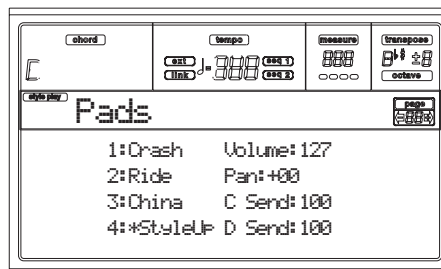 chord tempo measure transpose
ext seq 1
link seq 2
octave
style play Pads page
1:Crash Volume:127
2:Ride Pan:+00
3:China C Send:100
4:*StyleUp D Send:100